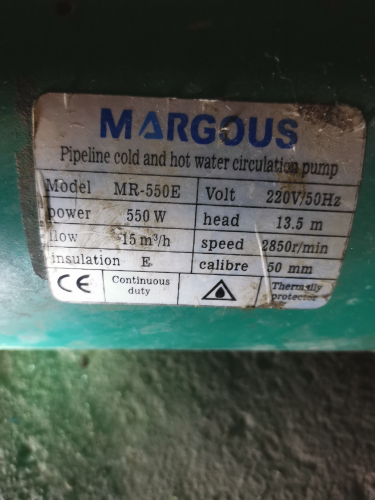 MARGOUS
Pipeline cold and hot water circulation pump
Model MR-550E Volt 220V/50Hz
power 550 W head 13.5 m
flow 15 m³/h speed 2850r/min
insulation E calibre 50 mm
CE Continuous duty Thermally protector